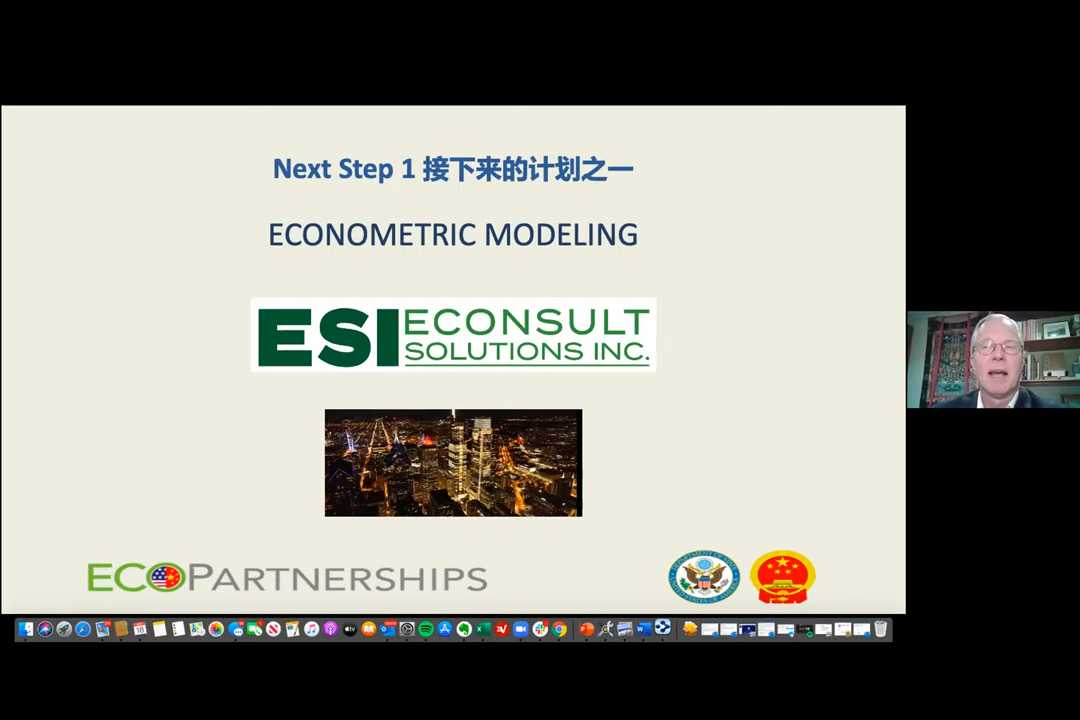 Next Step 1 接下来的计划之一
ECONOMETRIC MODELING
ESI ECONSULT
SOLUTIONS INC.
ECOPARTNERSHIPS